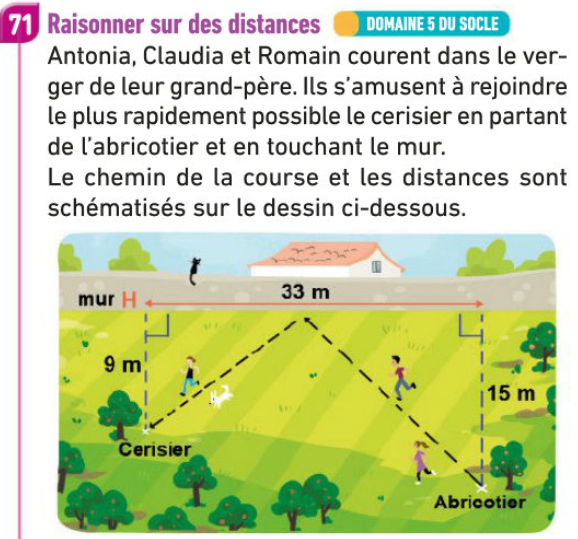 71 Raisonner sur des distances DOMAINE 5 DU SOCLE
Antonia, Claudia et Romain courent dans le ver-
ger de leur grand-père. Ils s'amusent à rejoindre
le plus rapidement possible le cerisier en partant
de l'abricotier et en touchant le mur.
Le chemin de la course et les distances sont
schématisés sur le dessin ci-dessous.
mur H 33 m
9 m
15 m
Cerisier
Abricotier